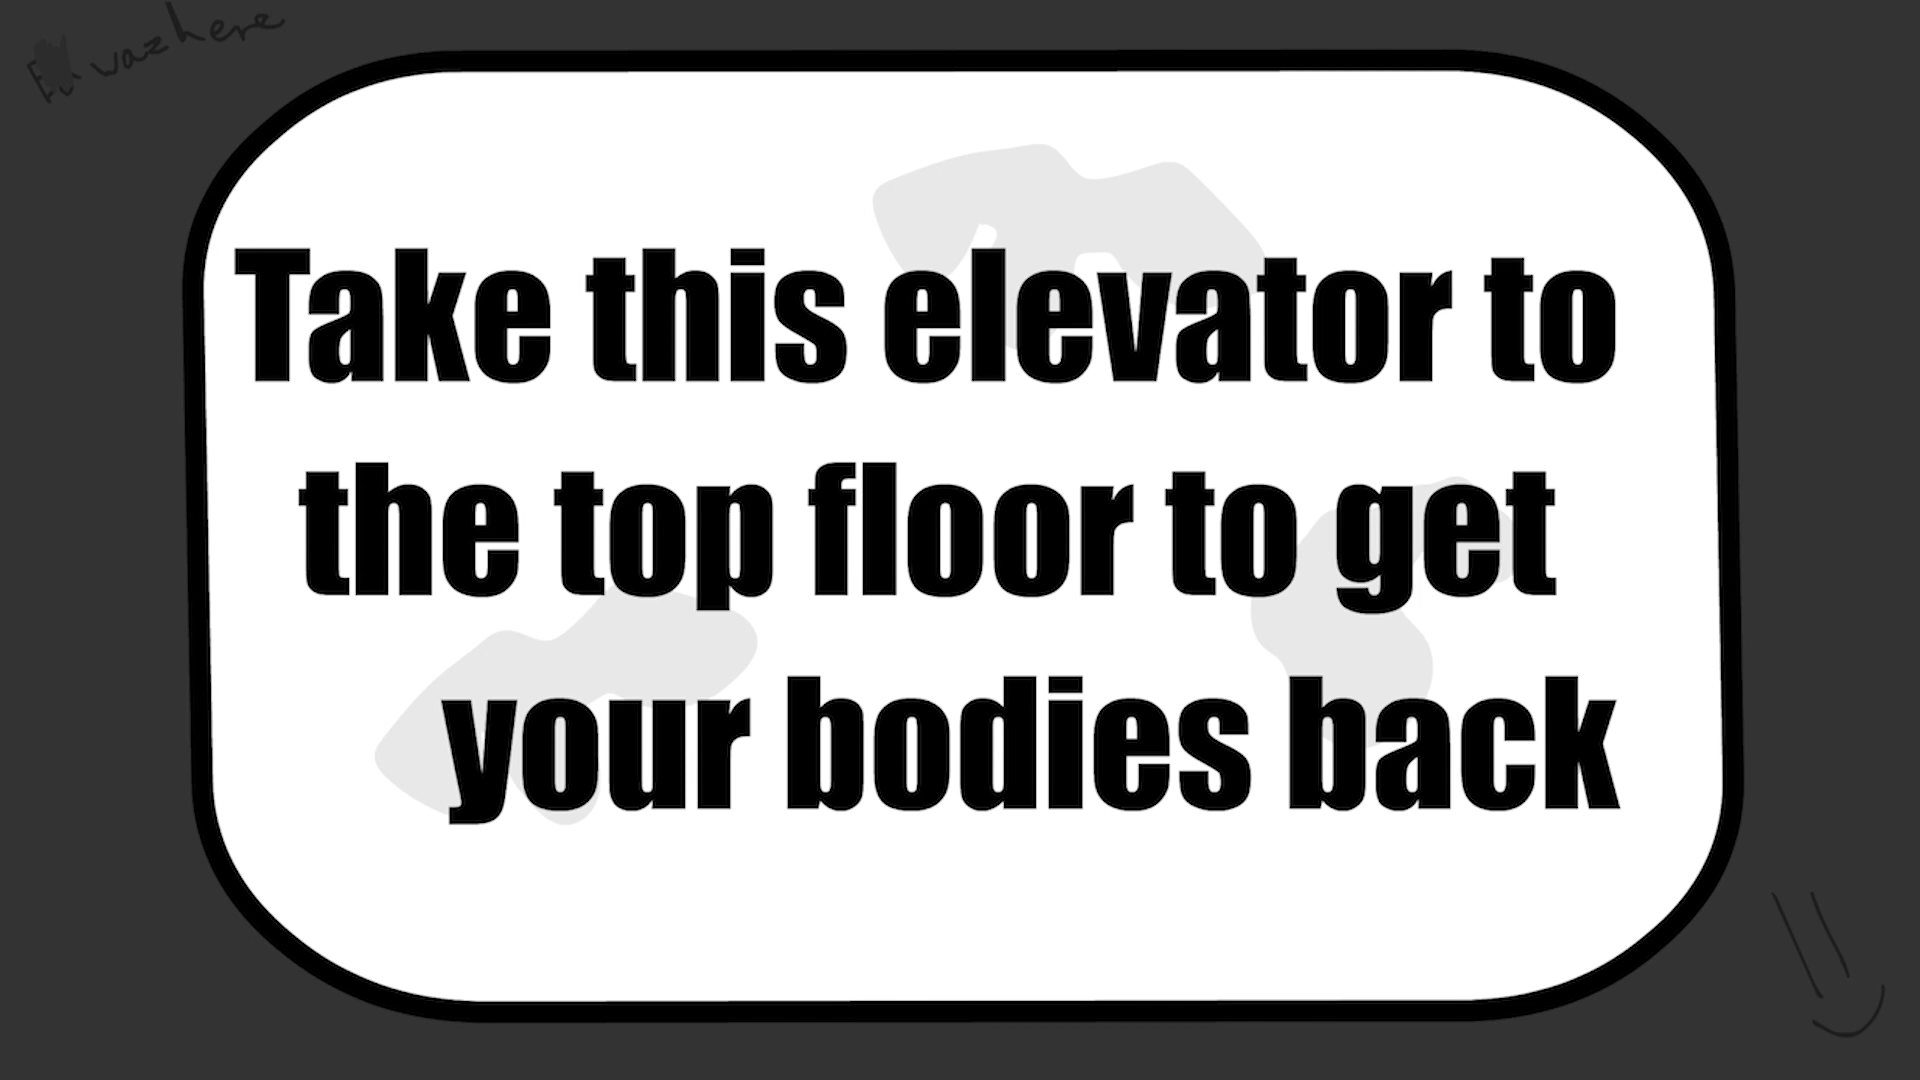 waz here
Take this elevator to
the top floor to get
your bodies back